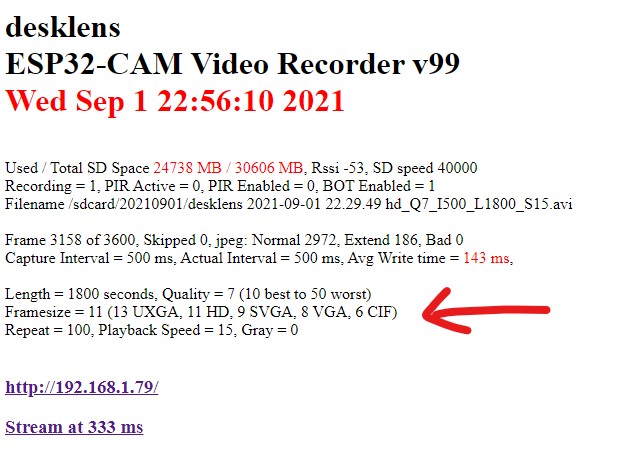 desklens
ESP32-CAM Video Recorder v99
Wed Sep 1 22:56:10 2021
Used / Total SD Space 24738 MB / 30606 MB, Rssi -53, SD speed 40000
Recording = 1, PIR Active = 0, PIR Enabled = 0, BOT Enabled = 1
Filename /sdcard/20210901/desklens 2021-09-01 22.29.49 hd_Q7_I500_L1800_S15.avi
Frame 3158 of 3600, Skipped 0, jpeg: Normal 2972, Extend 186, Bad 0
Capture Interval = 500 ms, Actual Interval = 500 ms, Avg Write time = 143 ms,
Length = 1800 seconds, Quality = 7 (10 best to 50 worst)
Framesize = 11 (13 UXGA, 11 HD, 9 SVGA, 8 VGA, 6 CIF)
Repeat = 100, Playback Speed = 15, Gray = 0
http://192.168.1.79/
Stream at 333 ms